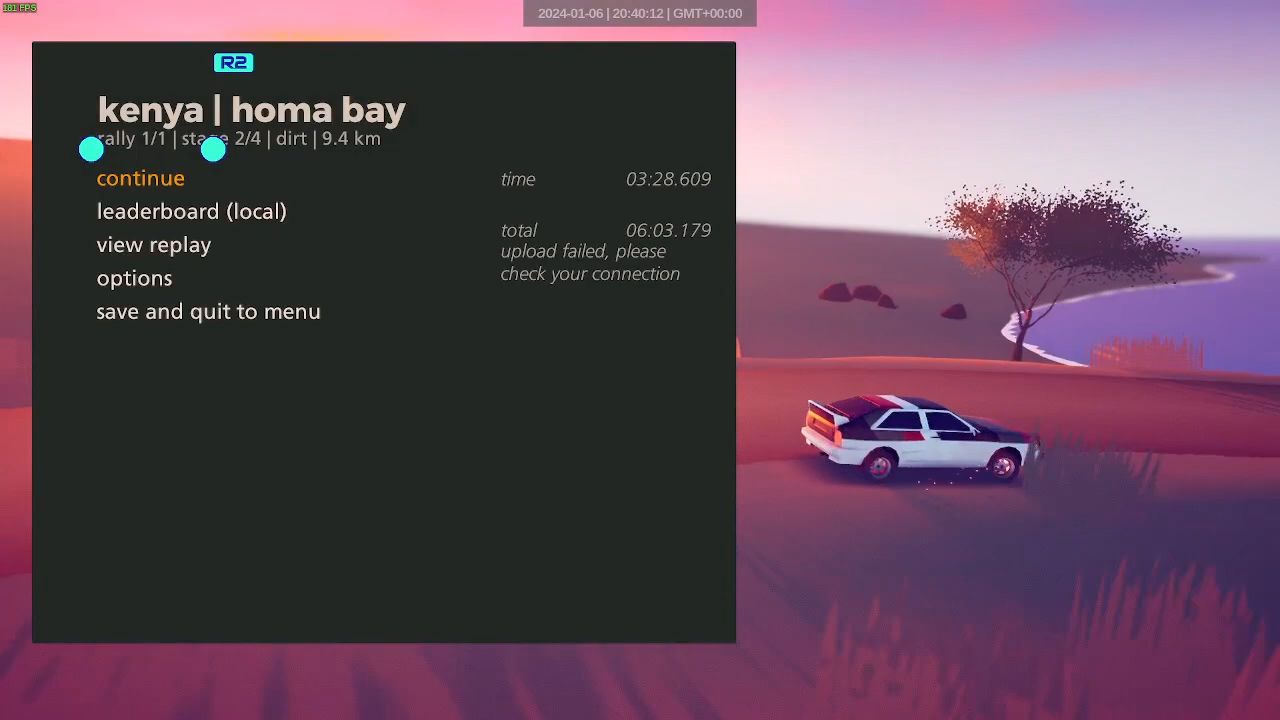 181 FPS
2024-01-06 | 20:40:12 | GMT+00:00
R2
kenya | homa bay
rally 1/1 | stage 2/4 | dirt | 9.4 km
continue
time 03:28.609
leaderboard (local)
total 06:03.179
view replay
upload failed, please
check your connection
options
save and quit to menu